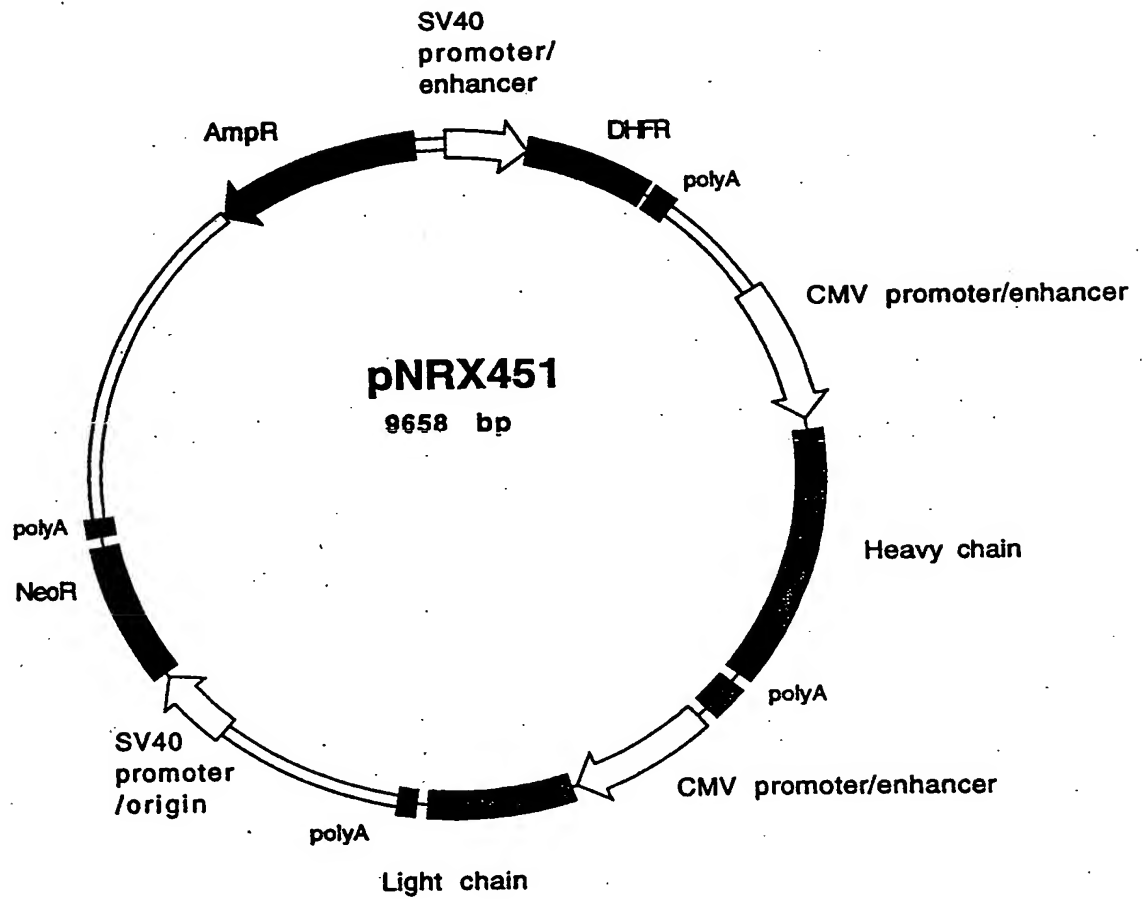 SV40
promoter/
enhancer
AmpR
DHFR
polyA
CMV promoter/enhancer
pNRX451
9658 bp
Heavy chain
polyA
NeoR
polyA
SV40
promoter
/origin
CMV promoter/enhancer
polyA
Light chain